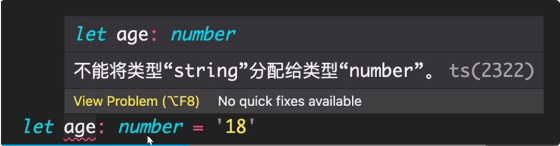 let age: number
不能将类型“string”分配给类型“number”。 ts(2322)
View Problem (⌥F8) No quick fixes available
let age: number = '18'